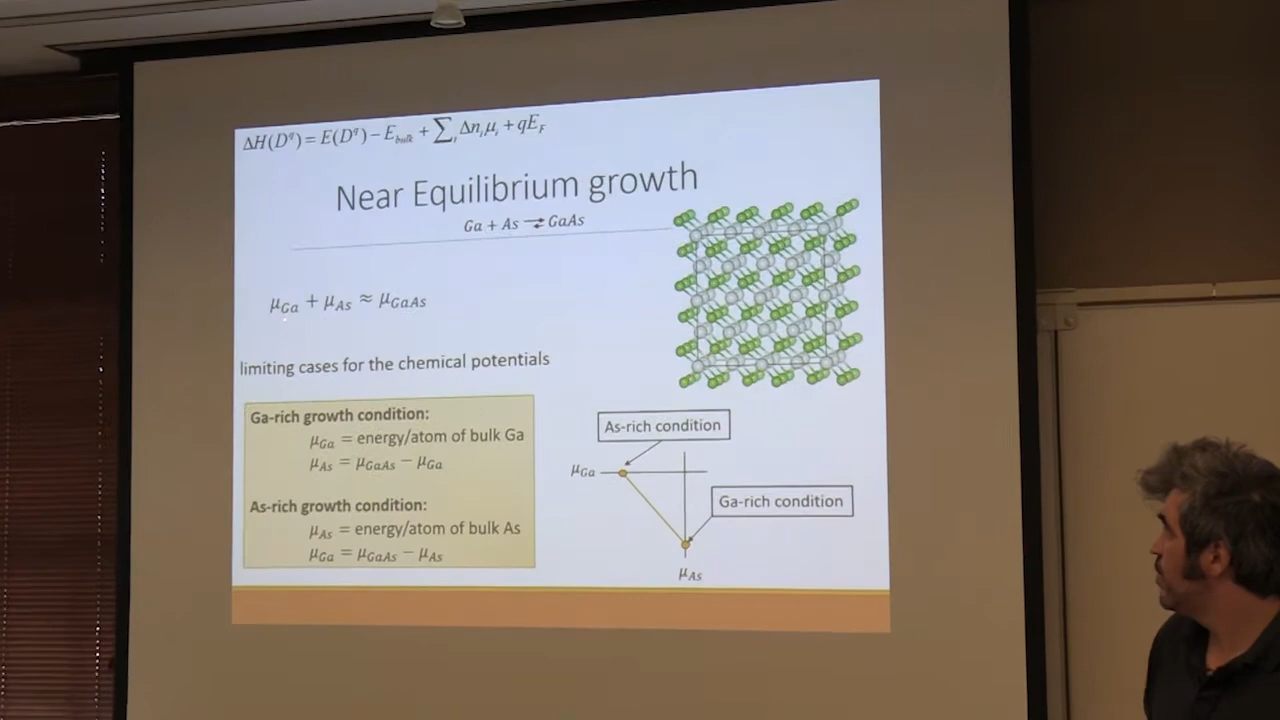 ΔH(D^q) = E(D^q) − E_bulk + ∑_i Δn_i μ_i + qE_F
Near Equilibrium growth
Ga + As ⇌ GaAs
μ_Ga + μ_As ≈ μ_GaAs
limiting cases for the chemical potentials
Ga-rich growth condition:
μ_Ga = energy/atom of bulk Ga
μ_As = μ_GaAs − μ_Ga
As-rich growth condition:
μ_As = energy/atom of bulk As
μ_Ga = μ_GaAs − μ_As
As-rich condition
μ_Ga
Ga-rich condition
μ_As